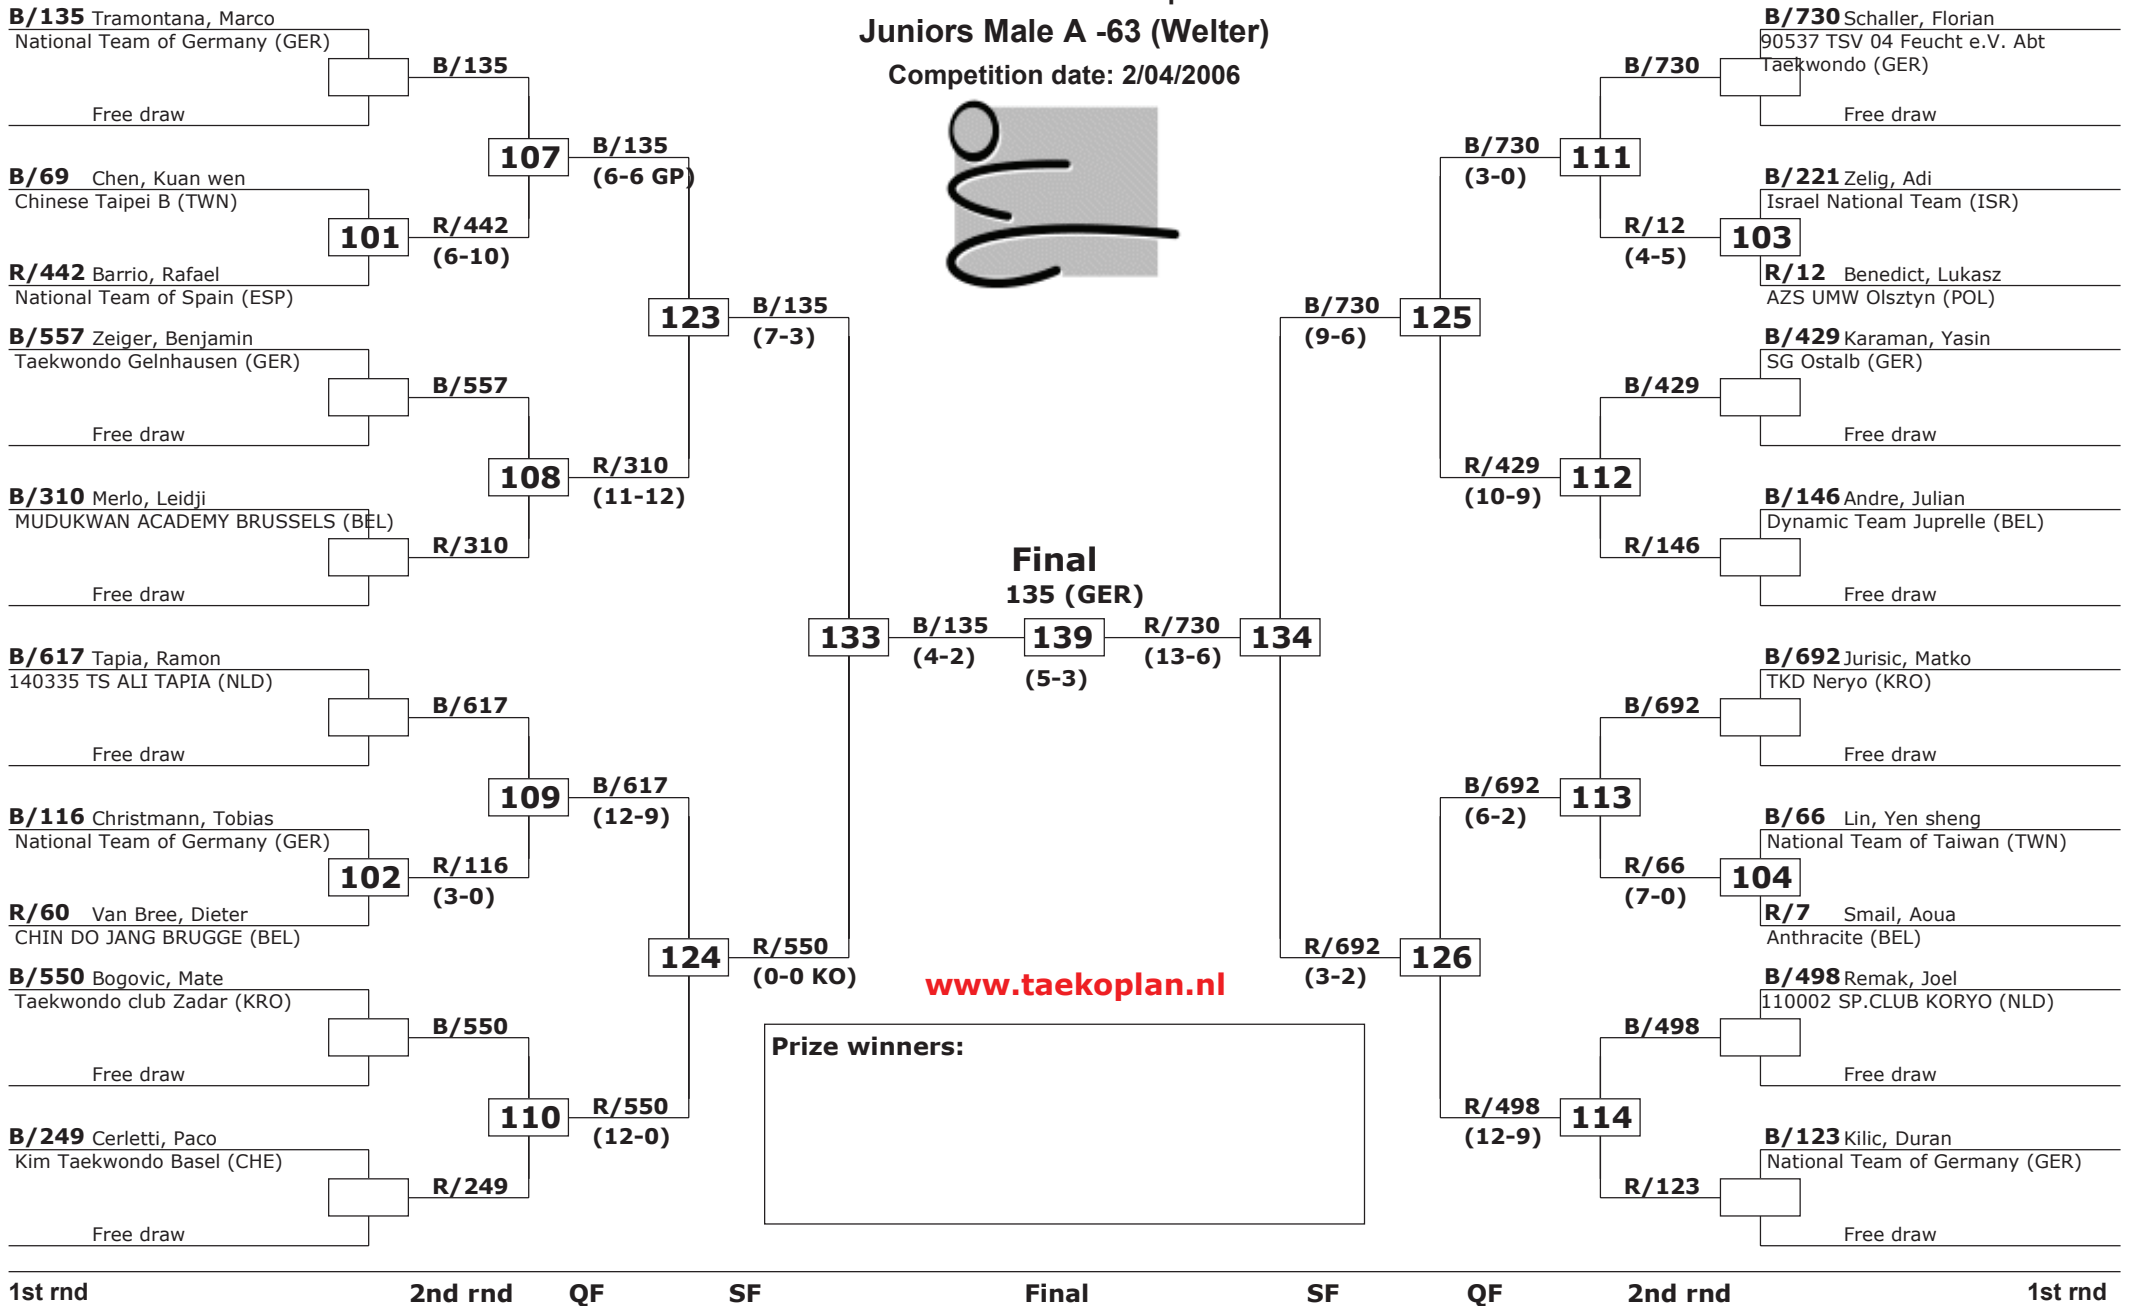 Juniors Male A -63 (Welter)
Competition date: 2/04/2006
B/135 Tramontana, Marco
National Team of Germany (GER)
B/135
Free draw
107
B/135
(6-6 GP)
B/69 Chen, Kuan wen
Chinese Taipei B (TWN)
101
R/442
(6-10)
R/442 Barrio, Rafael
National Team of Spain (ESP)
123
B/135
(7-3)
B/557 Zeiger, Benjamin
Taekwondo Gelnhausen (GER)
B/557
Free draw
108
R/310
(11-12)
B/310 Merlo, Leidji
MUDUKWAN ACADEMY BRUSSELS (BEL)
R/310
Free draw
133
B/135
(4-2)
B/617 Tapia, Ramon
140335 TS ALI TAPIA (NLD)
B/617
Free draw
109
B/617
(12-9)
B/116 Christmann, Tobias
National Team of Germany (GER)
102
R/116
(3-0)
R/60 Van Bree, Dieter
CHIN DO JANG BRUGGE (BEL)
124
R/550
(0-0 KO)
B/550 Bogovic, Mate
Taekwondo club Zadar (KRO)
B/550
Free draw
110
R/550
(12-0)
B/249 Cerletti, Paco
Kim Taekwondo Basel (CHE)
R/249
Free draw
Final
135 (GER)
139
(5-3)
www.taekoplan.nl
Prize winners:
B/730 Schaller, Florian
90537 TSV 04 Feucht e.V. Abt
Taekwondo (GER)
B/730
Free draw
B/730
(3-0)
111
B/221 Zelig, Adi
Israel National Team (ISR)
R/12
(4-5)
103
R/12 Benedict, Lukasz
AZS UMW Olsztyn (POL)
B/730
(9-6)
125
B/429 Karaman, Yasin
SG Ostalb (GER)
B/429
Free draw
R/429
(10-9)
112
B/146 Andre, Julian
Dynamic Team Juprelle (BEL)
R/146
Free draw
R/730
(13-6)
134
B/692 Jurisic, Matko
TKD Neryo (KRO)
B/692
Free draw
B/692
(6-2)
113
B/66 Lin, Yen sheng
National Team of Taiwan (TWN)
R/66
(7-0)
104
R/7 Smail, Aoua
Anthracite (BEL)
R/692
(3-2)
126
B/498 Remak, Joel
110002 SP.CLUB KORYO (NLD)
B/498
Free draw
R/498
(12-9)
114
B/123 Kilic, Duran
National Team of Germany (GER)
R/123
Free draw
1st rnd 2nd rnd QF SF Final SF QF 2nd rnd 1st rnd